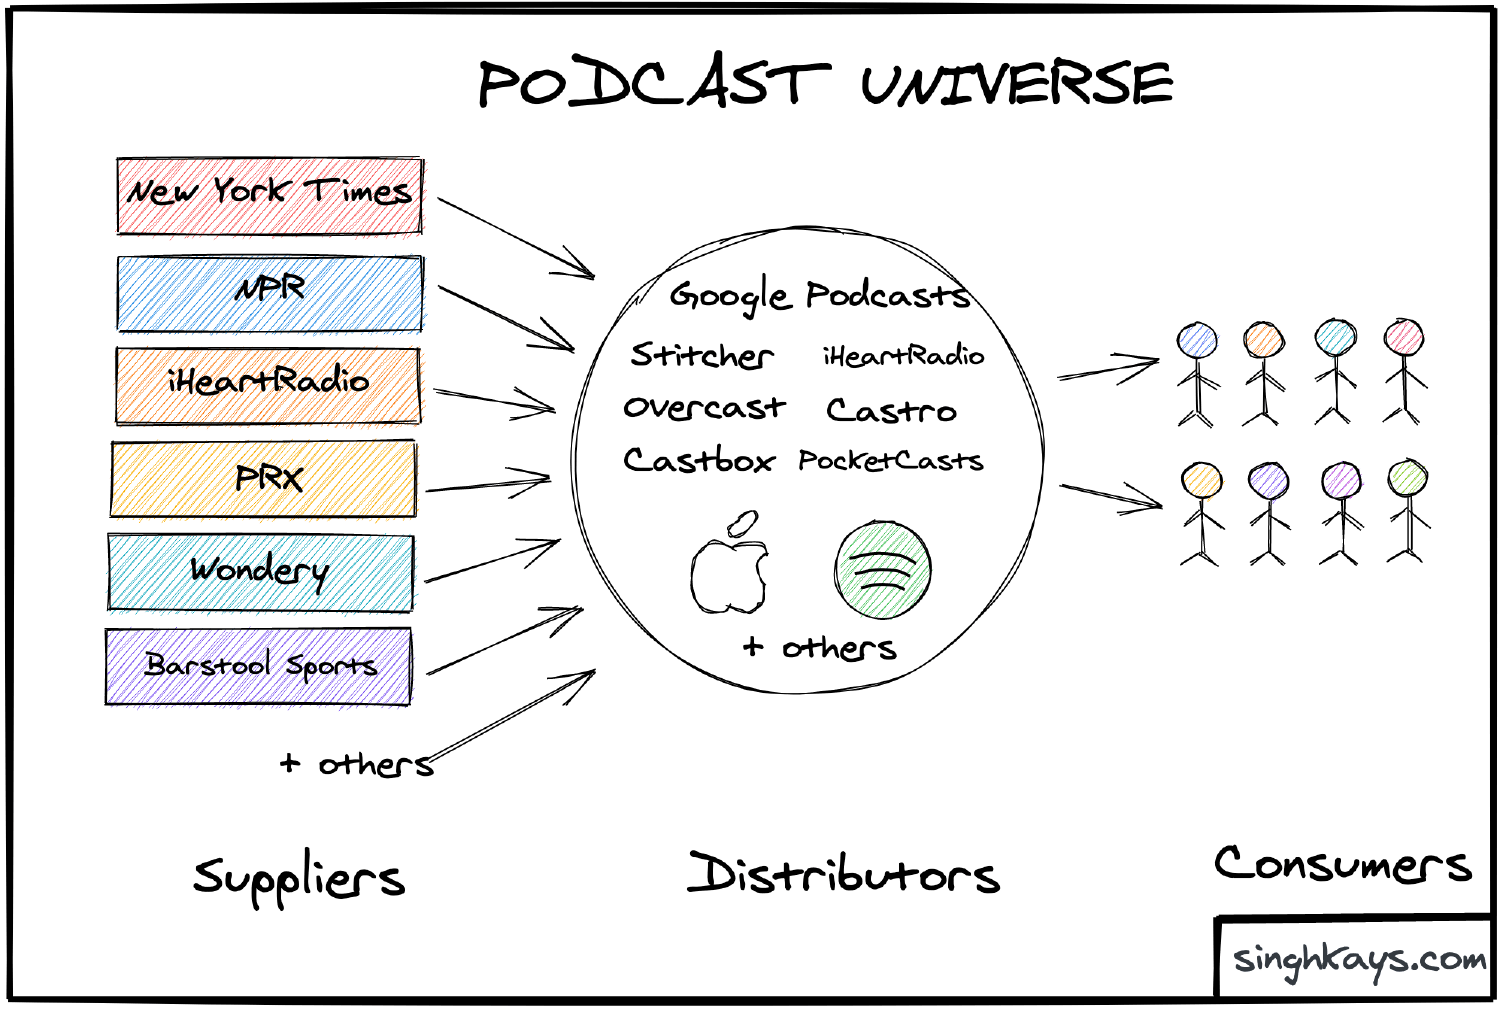 PODCAST UNIVERSE
New York Times
NPR
iHeartRadio
PRX
Wondery
Barstool Sports
+ others
Suppliers
Google Podcasts
Stitcher iHeartRadio
Overcast Castro
Castbox PocketCasts
+ others
Distributors
Consumers
singhkays.com